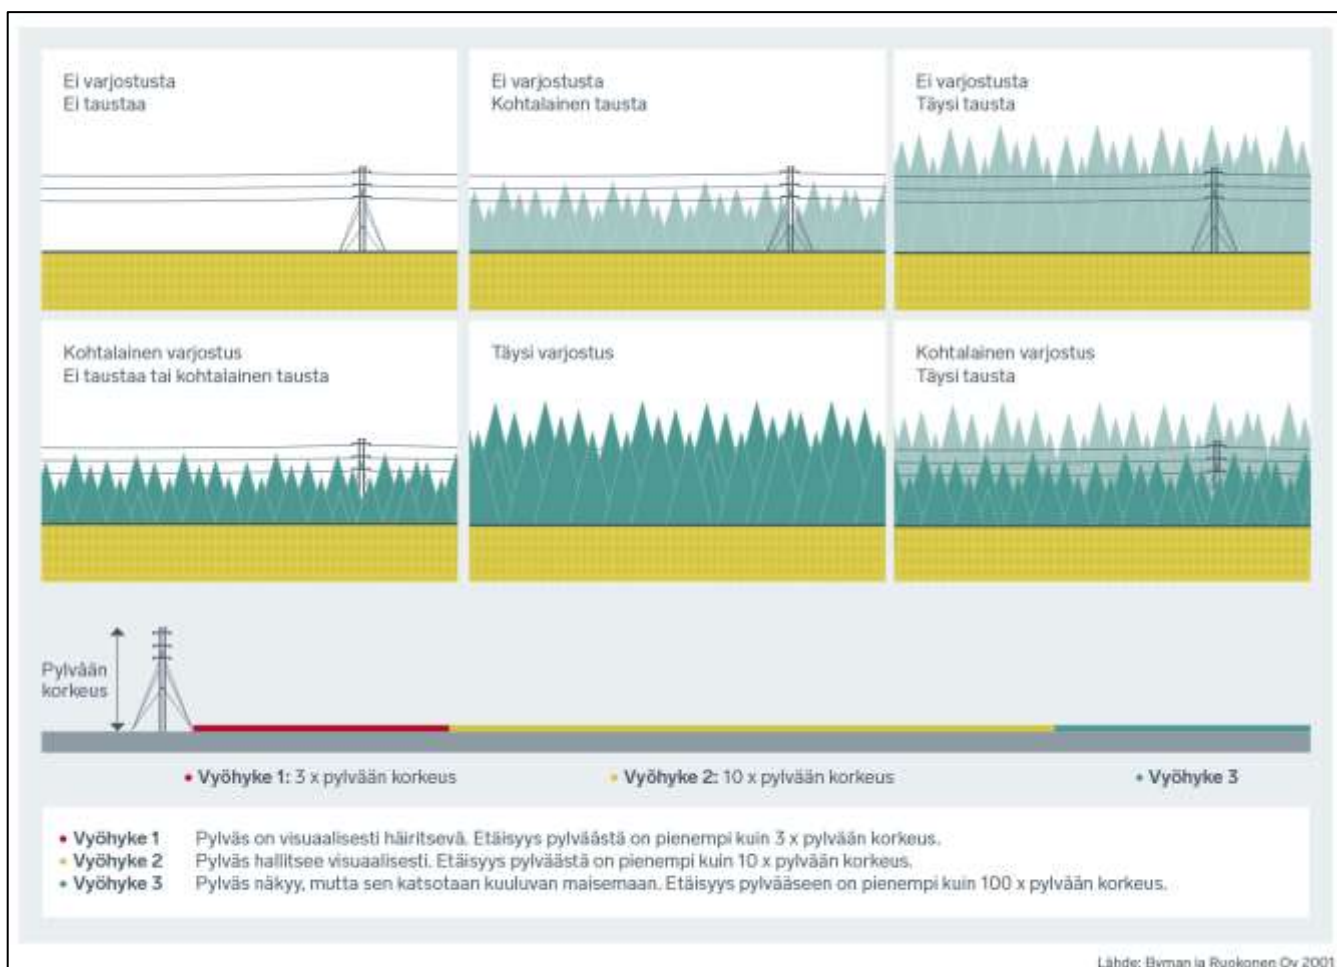 Ei varjostusta
Ei taustaa
Ei varjostusta
Kohtalainen tausta
Ei varjostusta
Täysi tausta
Kohtalainen varjostus
Ei taustaa tai kohtalainen tausta
Täysi varjostus
Kohtalainen varjostus
Täysi tausta
Pylvään
korkeus
• Vyöhyke 1: 3 x pylvään korkeus
• Vyöhyke 2: 10 x pylvään korkeus
• Vyöhyke 3
• Vyöhyke 1 Pylväs on visuaalisesti häiritsevä. Etäisyys pylväästä on pienempi kuin 3 x pylvään korkeus.
• Vyöhyke 2 Pylväs hallitsee visuaalisesti. Etäisyys pylväästä on pienempi kuin 10 x pylvään korkeus.
• Vyöhyke 3 Pylväs näkyy, mutta sen katsotaan kuuluvan maisemaan. Etäisyys pylvääseen on pienempi kuin 100 x pylvään korkeus.
Lähde: Byman ja Ruokonen Oy 2001